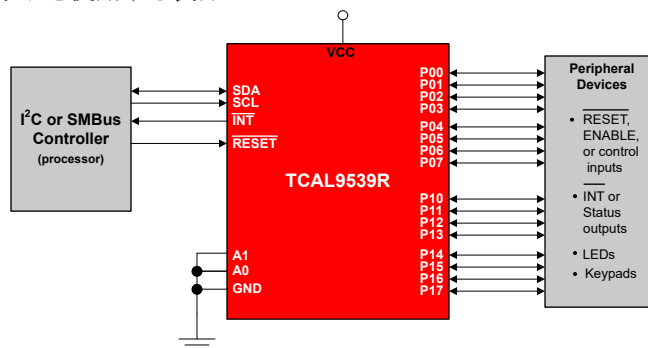 VCC
I²C or SMBus
Controller
(processor)
SDA
SCL
INT
RESET
TCAL9539R
A1
A0
GND
P00
P01
P02
P03
P04
P05
P06
P07
P10
P11
P12
P13
P14
P15
P16
P17
Peripheral
Devices
• RESET,
ENABLE,
or control
inputs
• INT or
Status
outputs
• LEDs
• Keypads